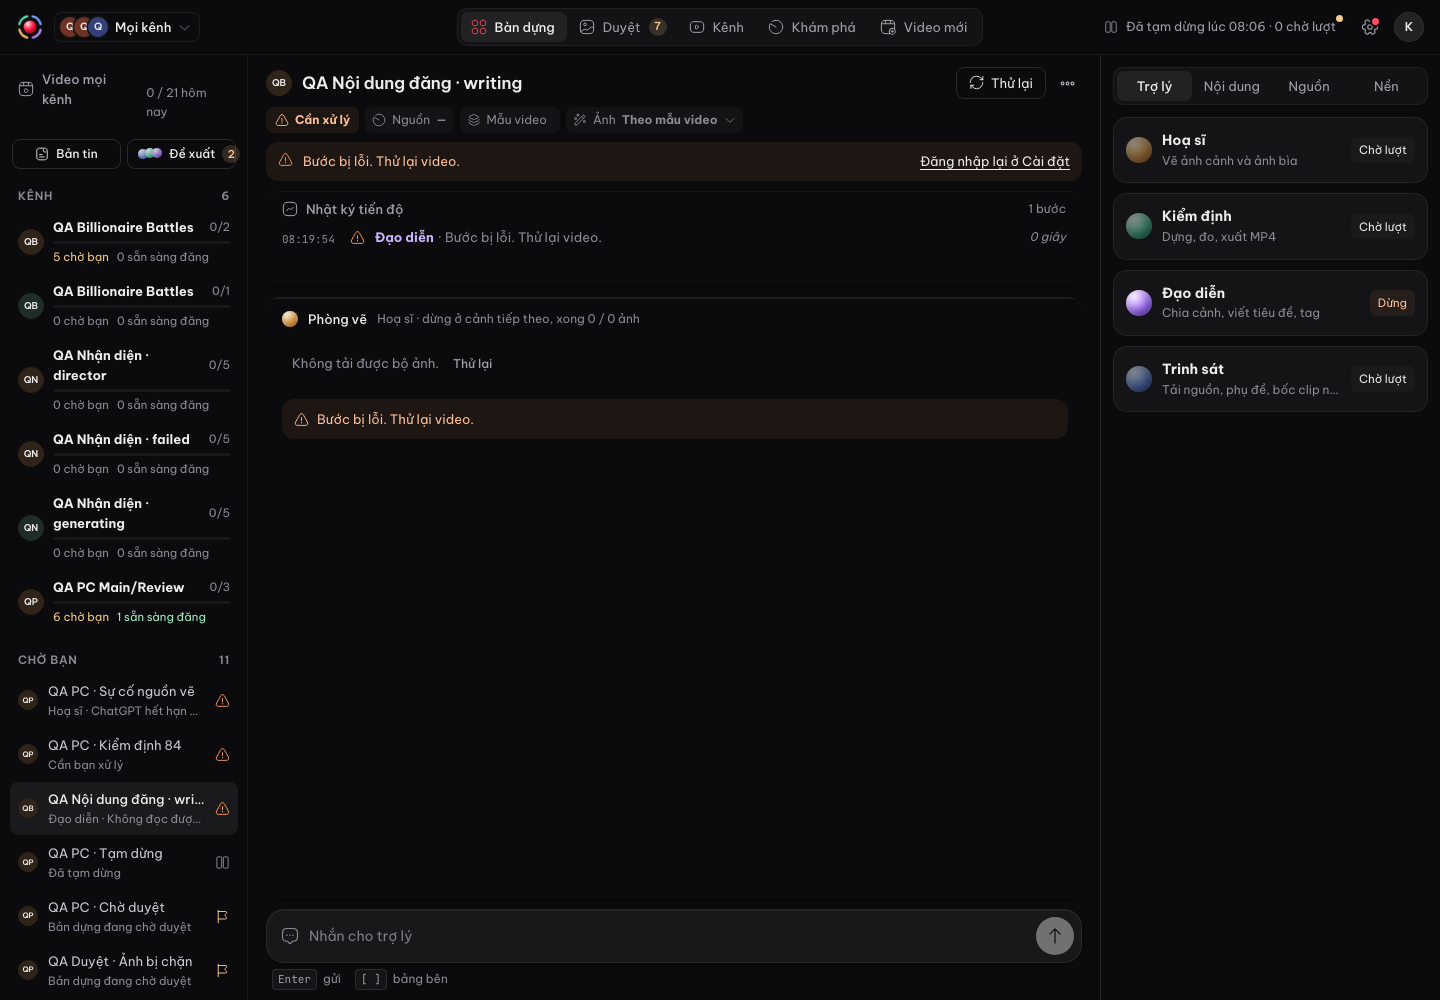 Mọi kênh
Bàn dựng
Duyệt 7
Kênh
Khám phá
Video mới
Đã tạm dừng lúc 08:06 · 0 chờ lượt
K
Video mọi kênh
0 / 21 hôm nay
Bản tin
Đề xuất 2
KÊNH 6
QB QA Billionaire Battles 0/2
5 chờ bạn 0 sẵn sàng đăng
QB QA Billionaire Battles 0/1
0 chờ bạn 0 sẵn sàng đăng
QN QA Nhận diện · director 0/5
0 chờ bạn 0 sẵn sàng đăng
QN QA Nhận diện · failed 0/5
0 chờ bạn 0 sẵn sàng đăng
QN QA Nhận diện · generating 0/5
0 chờ bạn 0 sẵn sàng đăng
QP QA PC Main/Review 0/3
6 chờ bạn 1 sẵn sàng đăng
CHỜ BẠN 11
QP QA PC · Sự cố nguồn vẽ
Hoạ sĩ · ChatGPT hết hạn ...
QP QA PC · Kiểm định 84
Cần bạn xử lý
QB QA Nội dung đăng · wri...
Đạo diễn · Không đọc đượ...
QP QA PC · Tạm dừng
Đã tạm dừng
QP QA PC · Chờ duyệt
Bản dựng đang chờ duyệt
QP QA Duyệt · Ảnh bị chặn
Bản dựng đang chờ duyệt
QB QA Nội dung đăng · writing
Thử lại
Cần xử lý
Nguồn –
Mẫu video
Ảnh Theo mẫu video
Bước bị lỗi. Thử lại video.
Đăng nhập lại ở Cài đặt
Nhật ký tiến độ
1 bước
08:19:54 Đạo diễn · Bước bị lỗi. Thử lại video. 0 giây
Phòng vẽ Hoạ sĩ · dừng ở cảnh tiếp theo, xong 0 / 0 ảnh
Không tải được bộ ảnh. Thử lại
Bước bị lỗi. Thử lại video.
Nhắn cho trợ lý
Enter gửi [ ] bảng bên
Trợ lý
Nội dung
Nguồn
Nền
Hoạ sĩ
Vẽ ảnh cảnh và ảnh bìa
Chờ lượt
Kiểm định
Dựng, đo, xuất MP4
Chờ lượt
Đạo diễn
Chia cảnh, viết tiêu đề, tag
Dừng
Trinh sát
Tải nguồn, phụ đề, bốc clip n...
Chờ lượt